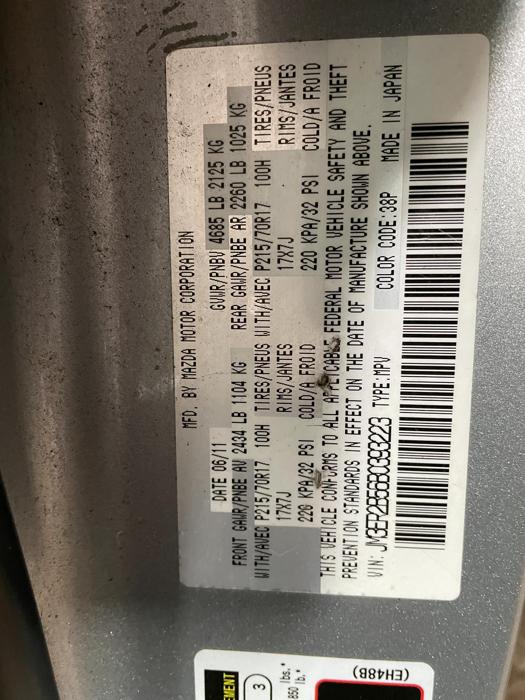 MFD. BY MAZDA MOTOR CORPORATION
DATE 06/11 GVWR/PNBV 4685 LB 2125 KG
FRONT GAWR/PNBE AV 2434 LB 1104 KG REAR GAWR/PNBE AR 2260 LB 1025 KG
WITH/AVEC P215/70R17 100H TIRES/PNEUS WITH/AVEC P215/70R17 100H TIRES/PNEUS
17X7J RIMS/JANTES 17X7J RIMS/JANTES
220 KPA/32 PSI COLD/A FROID 220 KPA/32 PSI COLD/A FROID
THIS VEHICLE CONFORMS TO ALL APPLICABLE FEDERAL MOTOR VEHICLE SAFETY AND THEFT
PREVENTION STANDARDS IN EFFECT ON THE DATE OF MANUFACTURE SHOWN ABOVE.
VIN: JM3ER2B56B0393223 TYPE:MPV COLOR CODE:38P MADE IN JAPAN
3
lbs.*
850 lb.*
(EH48B)